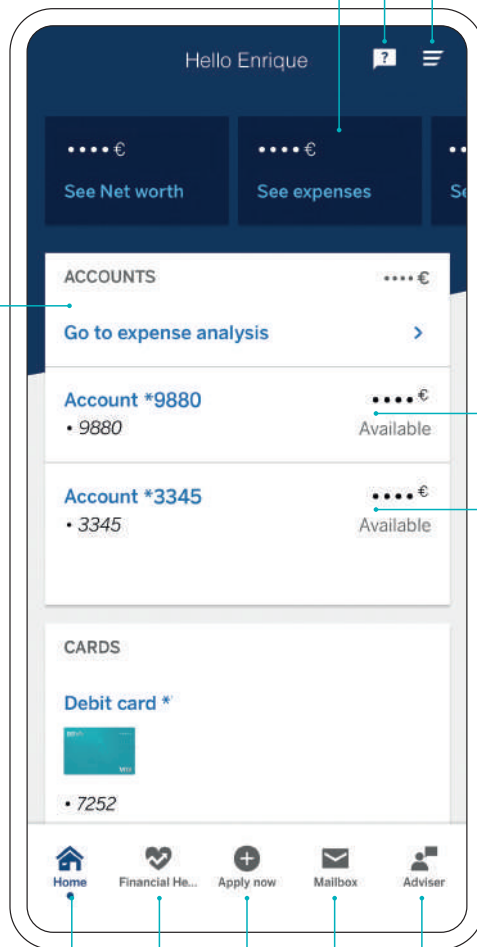 Hello Enrique
?
•••• €
•••• €
••
See Net worth
See expenses
Se
ACCOUNTS
•••• €
Go to expense analysis
>
Account *9880
•••• €
• 9880
Available
Account *3345
•••• €
• 3345
Available
CARDS
Debit card *
• 7252
Home
Financial He...
Apply now
Mailbox
Adviser